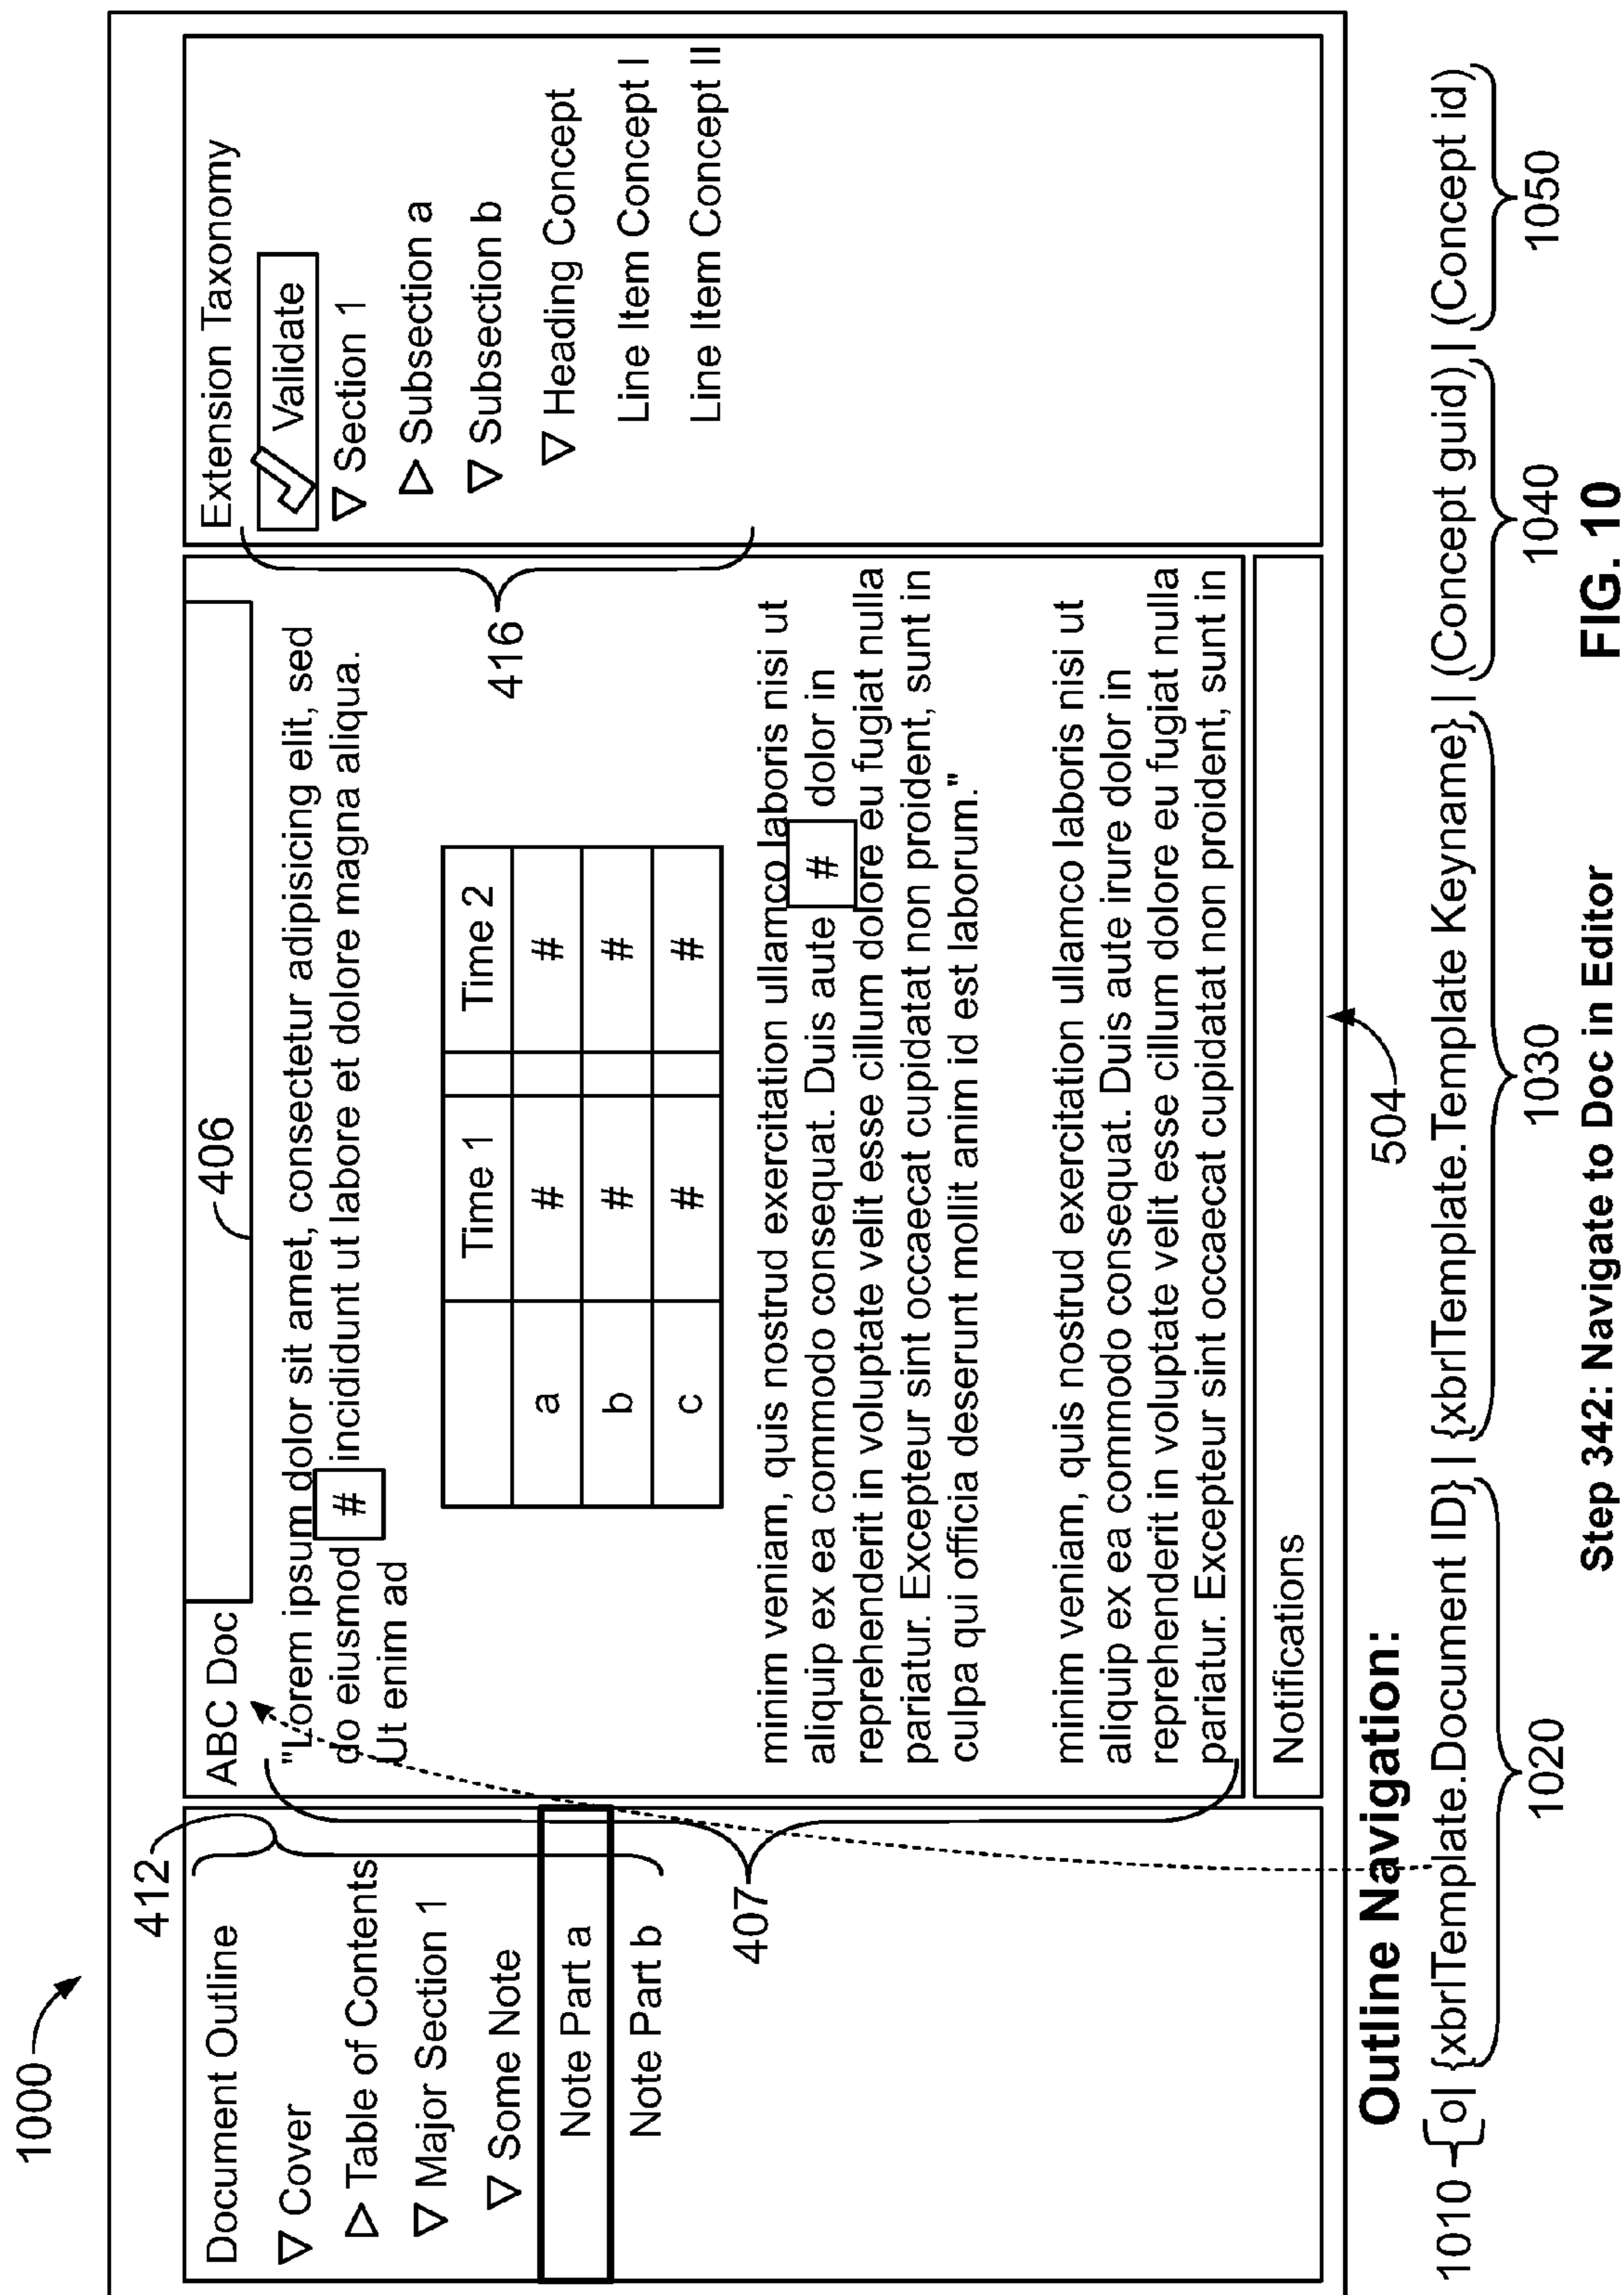 1000
412
Document Outline
▽ Cover
▷ Table of Contents
▽ Major Section 1
▽ Some Note
Note Part a
Note Part b
407
ABC Doc
406
"Lorem ipsum dolor sit amet, consectetur adipisicing elit, sed
do eiusmod # incididunt ut labore et dolore magna aliqua.
Ut enim ad
Time 1 Time 2
a # #
b # #
c # #
minim veniam, quis nostrud exercitation ullamco laboris nisi ut
aliquip ex ea commodo consequat. Duis aute # dolor in
reprehenderit in voluptate velit esse cillum dolore eu fugiat nulla
pariatur. Excepteur sint occaecat cupidatat non proident, sunt in
culpa qui officia deserunt mollit anim id est laborum."
minim veniam, quis nostrud exercitation ullamco laboris nisi ut
aliquip ex ea commodo consequat. Duis aute irure dolor in
reprehenderit in voluptate velit esse cillum dolore eu fugiat nulla
pariatur. Excepteur sint occaecat cupidatat non proident, sunt in
Notifications
416
Extension Taxonomy
Validate
▽ Section 1
▷ Subsection a
▽ Subsection b
▽ Heading Concept
Line Item Concept I
Line Item Concept II
504
Outline Navigation:
1010 o| {xbrlTemplate.Document ID} | {xbrlTemplate.Template Keyname} | (Concept guid) | (Concept id)
1020 1030 1040 1050
Step 342: Navigate to Doc in Editor
FIG. 10